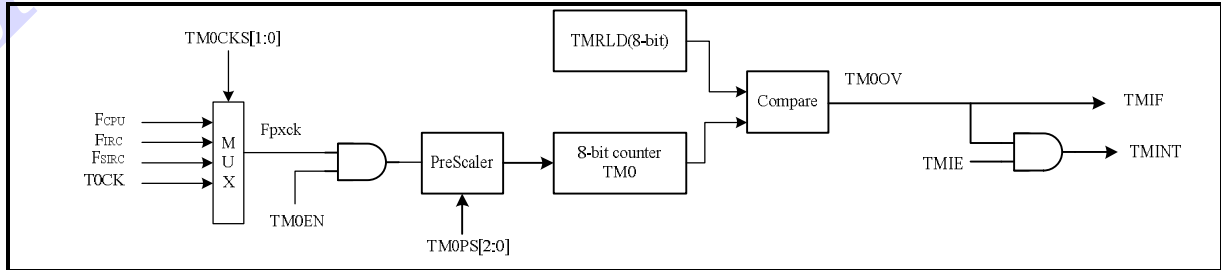 TM0CKS[1:0]
TMRLD(8-bit)
FCPU
FIRC
FSIRC
T0CK
M
U
X
Fpxck
TM0EN
PreScaler
TM0PS[2:0]
8-bit counter
TM0
Compare
TM0OV
TMIF
TMIE
TMINT